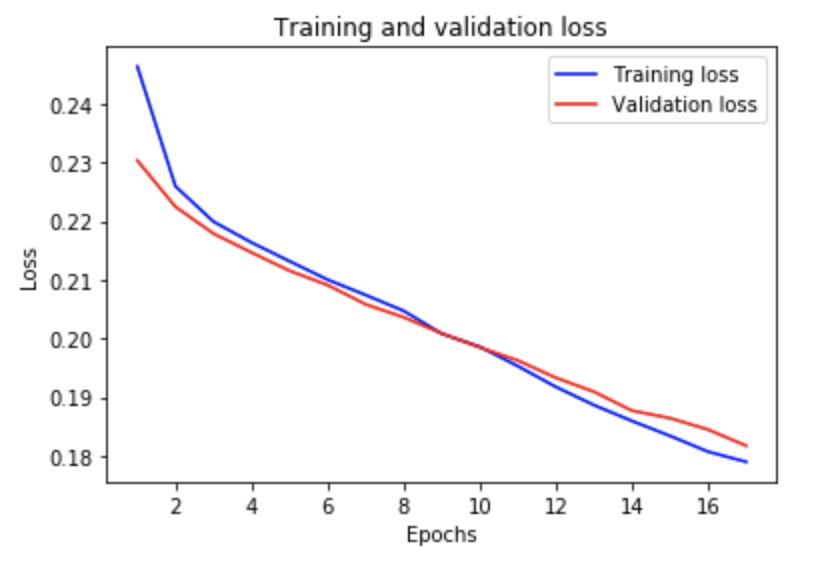 Training and validation loss
Training loss
Validation loss
0.24
0.23
0.22
0.21
0.20
0.19
0.18
Loss
2 4 6 8 10 12 14 16
Epochs